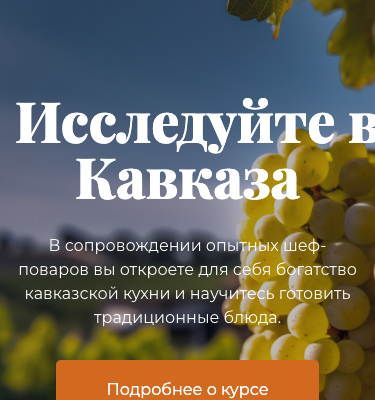 Исследуйте
Кавказа
В сопровождении опытных шеф-
поваров вы откроете для себя богатство
кавказской кухни и научитесь готовить
традиционные блюда.
Подробнее о курсе